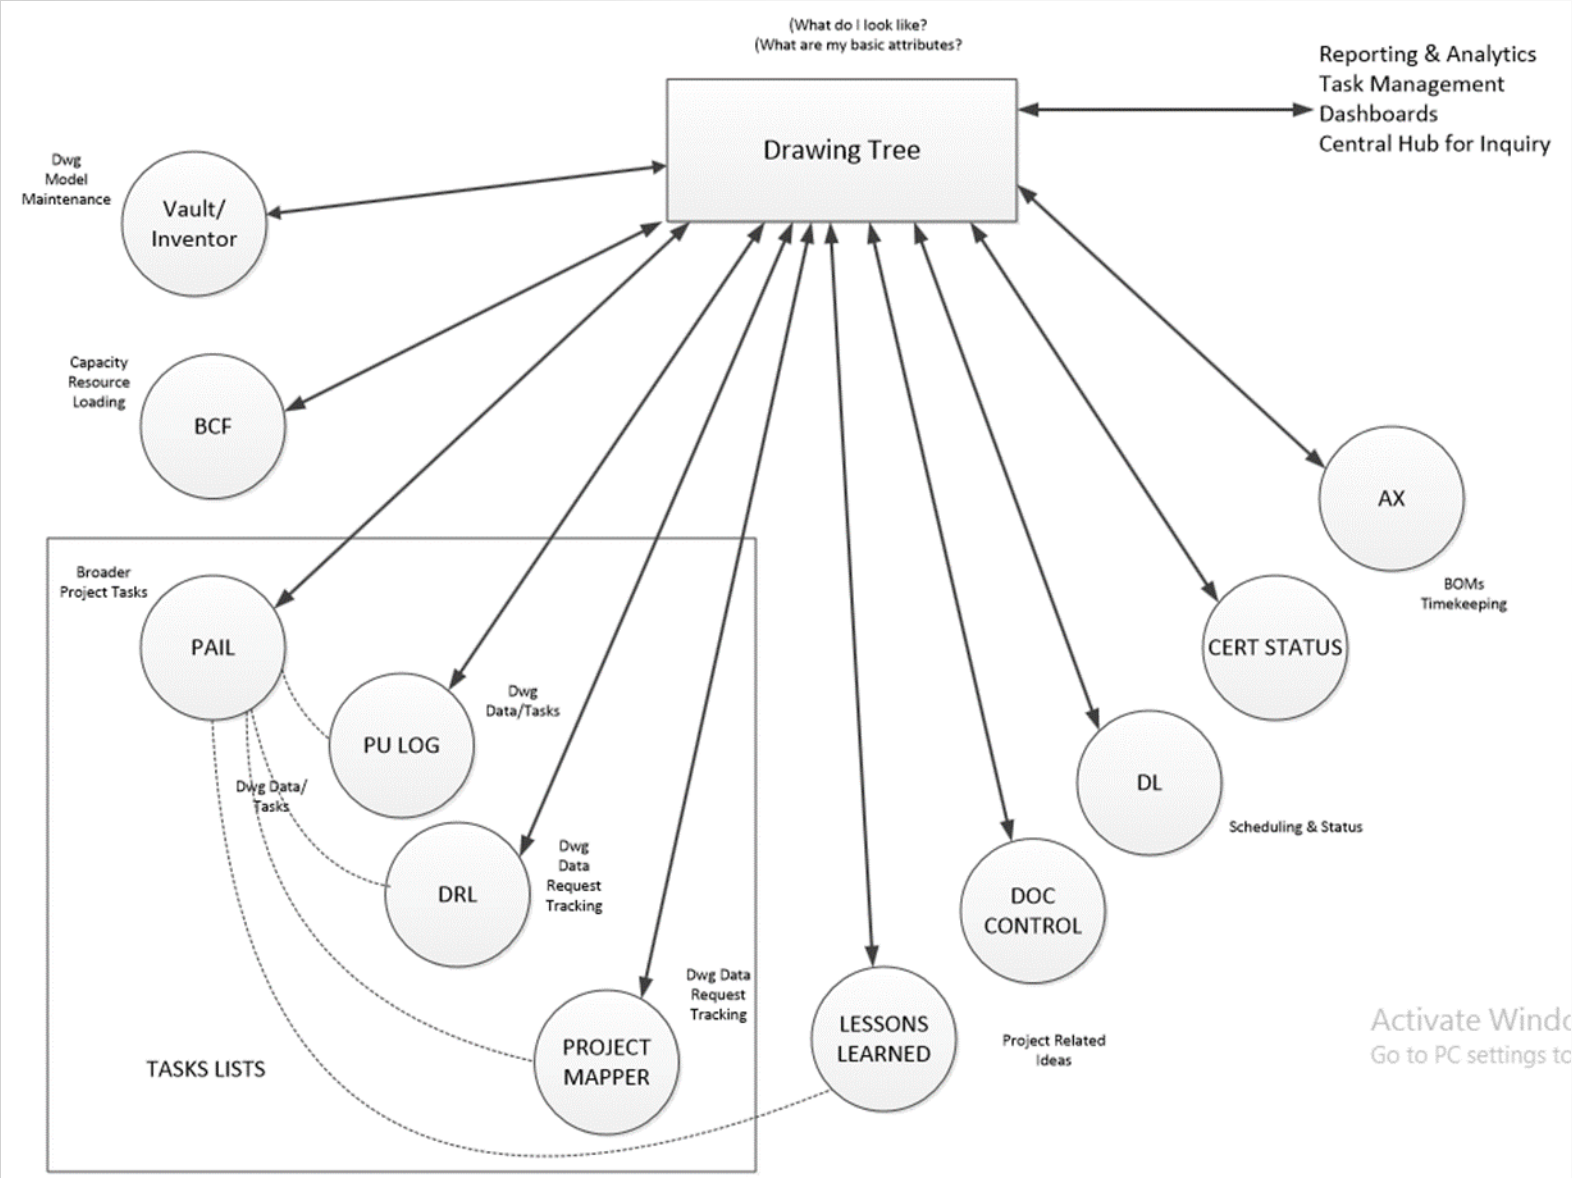 (What do I look like?
(What are my basic attributes?
Reporting & Analytics
Task Management
Dashboards
Central Hub for Inquiry
Drawing Tree
Dwg
Model
Maintenance
Vault/
Inventor
Capacity
Resource
Loading
BCF
AX
BOMs
Timekeeping
Broader
Project Tasks
PAIL
CERT STATUS
Dwg
Data/Tasks
PU LOG
DL
Dwg Data/
Tasks
Scheduling & Status
Dwg
Data
Request
Tracking
DRL
DOC
CONTROL
Dwg Data
Request
Tracking
LESSONS
LEARNED
Project Related
Ideas
PROJECT
MAPPER
TASKS LISTS
Activate Windo
Go to PC settings to